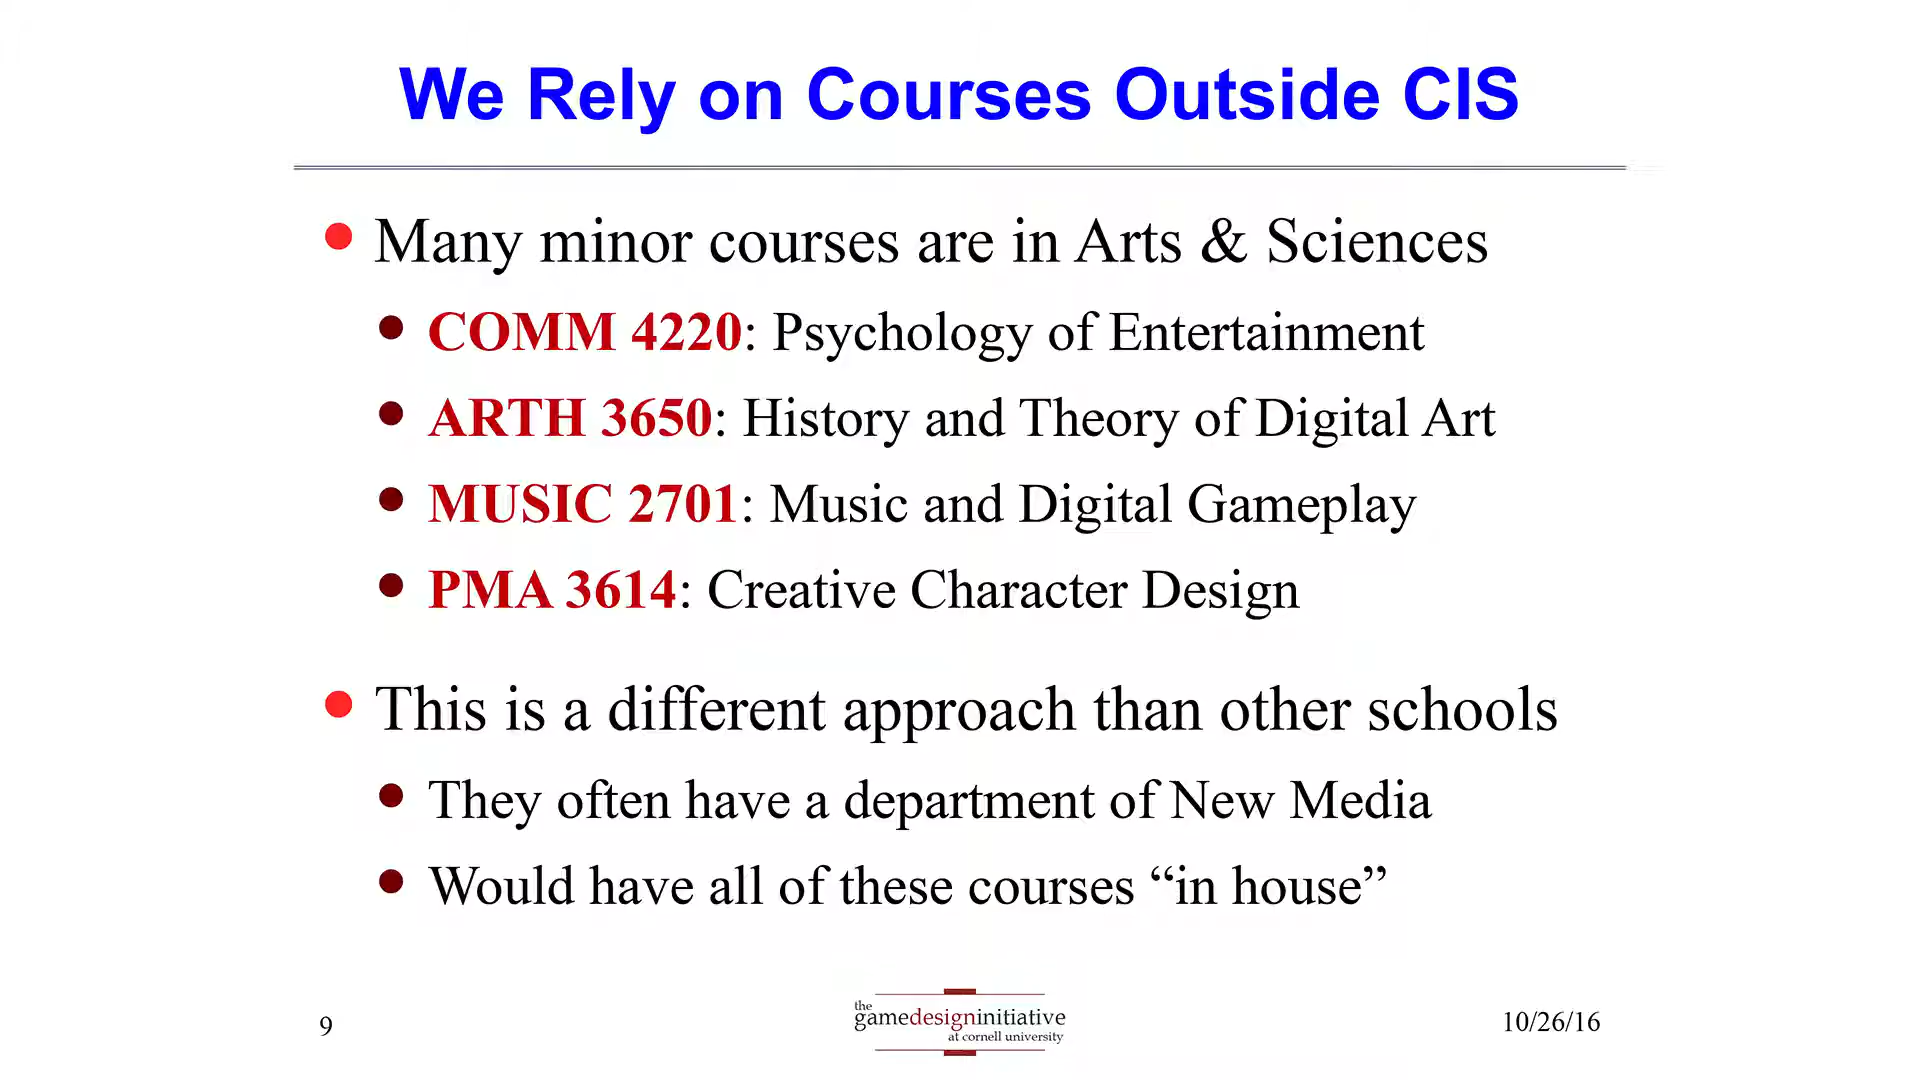 We Rely on Courses Outside CIS
Many minor courses are in Arts & Sciences
COMM 4220: Psychology of Entertainment
ARTH 3650: History and Theory of Digital Art
MUSIC 2701: Music and Digital Gameplay
PMA 3614: Creative Character Design
This is a different approach than other schools
They often have a department of New Media
Would have all of these courses “in house”
9
the
gamedesigninitiative
at cornell university
10/26/16